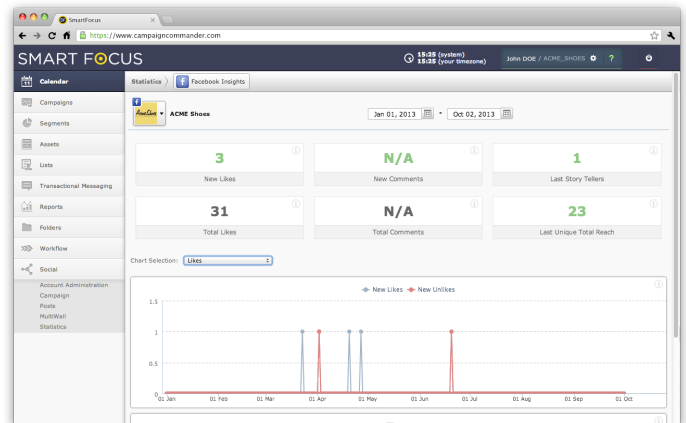 SmartFocus
https://www.campaigncommander.com
SMART FOCUS
15:25 (system)
15:25 (your timezone)
John DOE / ACME_SHOES
?
Calendar
Campaigns
Segments
Assets
Lists
Transactional Messaging
Reports
Folders
Workflow
Social
Account Administration
Campaign
Posts
MultiWall
Statistics
Statistics
Facebook Insights
ACME Shoes
Jan 01, 2013 - Oct 02, 2013
3
New Likes
N/A
New Comments
1
Last Story Tellers
31
Total Likes
N/A
Total Comments
23
Last Unique Total Reach
Chart Selection: Likes
New Likes New Unlikes
1.5
1
0.5
0
01 Jan 01 Feb 01 Mar 01 Apr 01 May 01 Jun 01 Jul 01 Aug 01 Sep 01 Oct